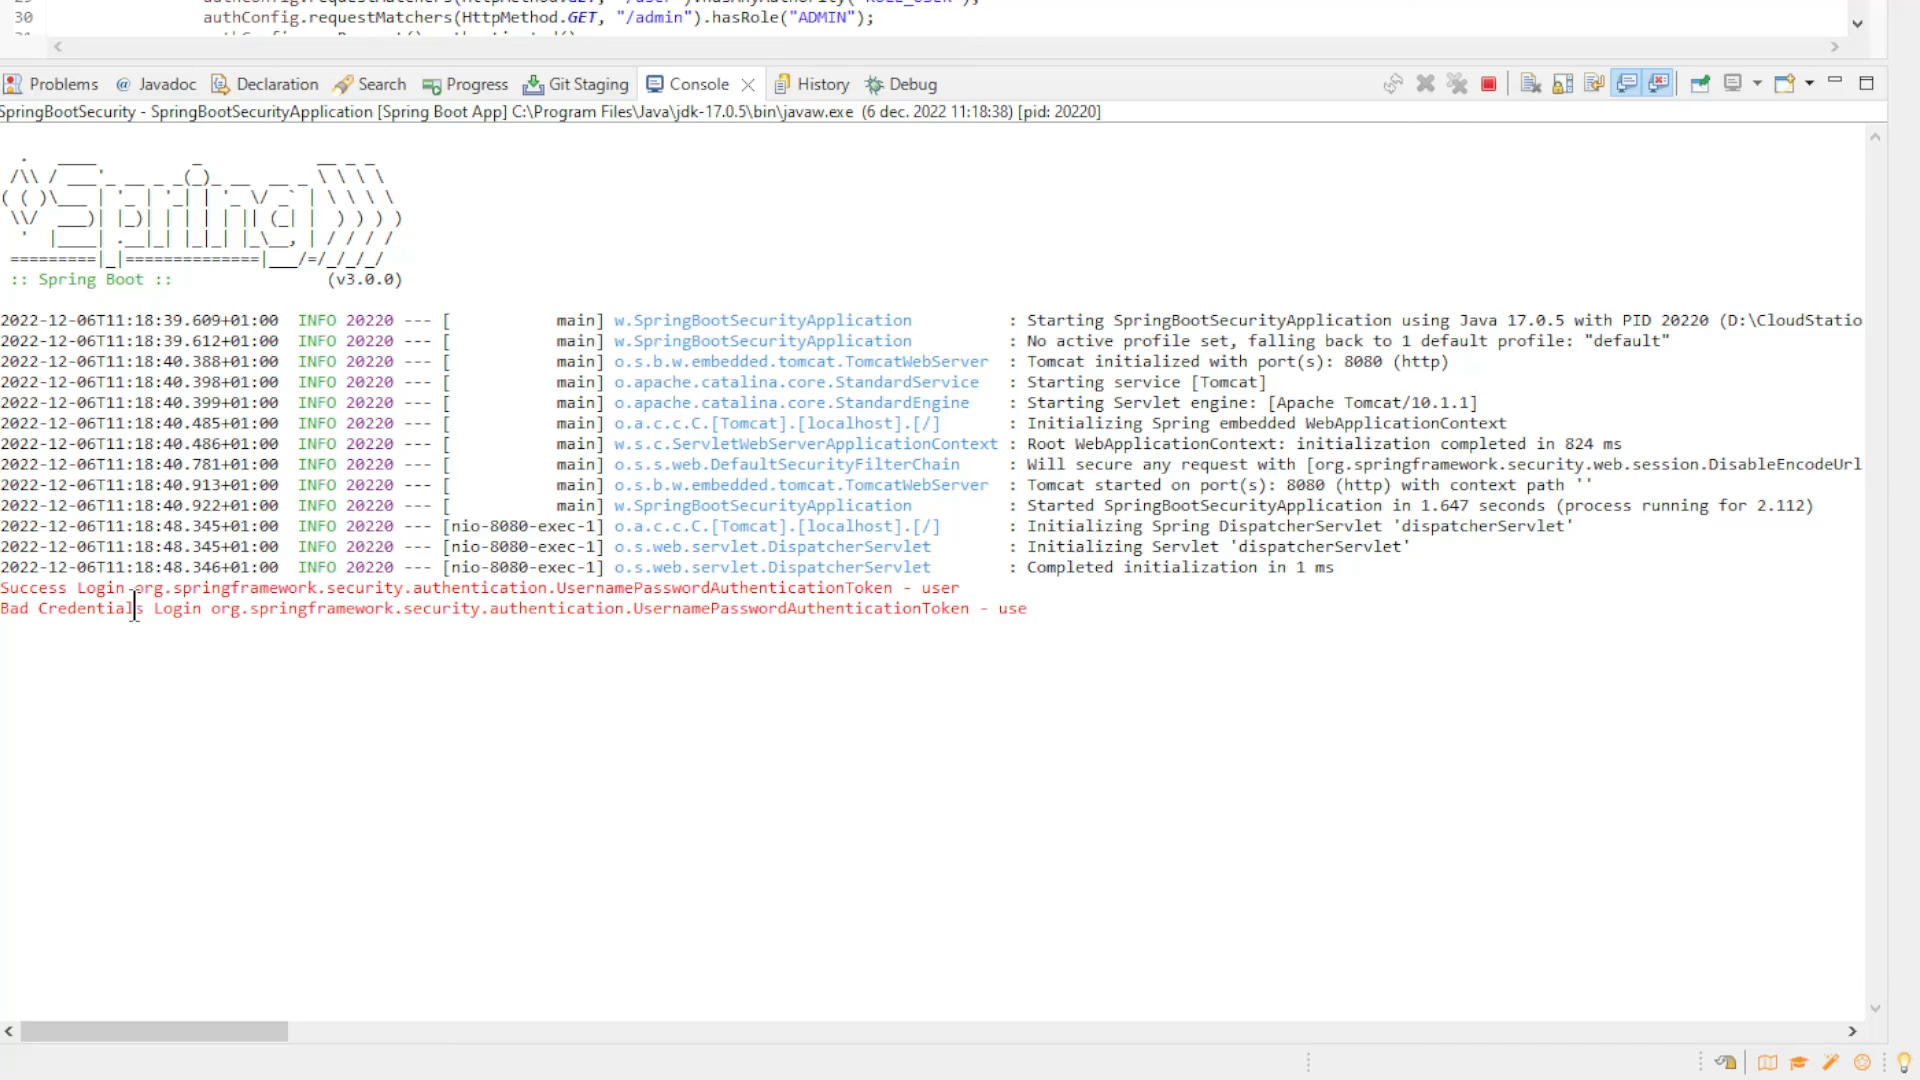 30 authConfig.requestMatchers(HttpMethod.GET, "/admin").hasRole("ADMIN");
Problems Javadoc Declaration Search Progress Git Staging Console History Debug
SpringBootSecurity - SpringBootSecurityApplication [Spring Boot App] C:\Program Files\Java\jdk-17.0.5\bin\javaw.exe (6 dec. 2022 11:18:38) [pid: 20220]
Spring
:: Spring Boot :: (v3.0.0)
2022-12-06T11:18:39.609+01:00 INFO 20220 --- [ main] w.SpringBootSecurityApplication : Starting SpringBootSecurityApplication using Java 17.0.5 with PID 20220 (D:\CloudStatio
2022-12-06T11:18:39.612+01:00 INFO 20220 --- [ main] w.SpringBootSecurityApplication : No active profile set, falling back to 1 default profile: "default"
2022-12-06T11:18:40.388+01:00 INFO 20220 --- [ main] o.s.b.w.embedded.tomcat.TomcatWebServer : Tomcat initialized with port(s): 8080 (http)
2022-12-06T11:18:40.398+01:00 INFO 20220 --- [ main] o.apache.catalina.core.StandardService : Starting service [Tomcat]
2022-12-06T11:18:40.399+01:00 INFO 20220 --- [ main] o.apache.catalina.core.StandardEngine : Starting Servlet engine: [Apache Tomcat/10.1.1]
2022-12-06T11:18:40.485+01:00 INFO 20220 --- [ main] o.a.c.c.C.[Tomcat].[localhost].[/] : Initializing Spring embedded WebApplicationContext
2022-12-06T11:18:40.486+01:00 INFO 20220 --- [ main] w.s.c.ServletWebServerApplicationContext : Root WebApplicationContext: initialization completed in 824 ms
2022-12-06T11:18:40.781+01:00 INFO 20220 --- [ main] o.s.s.web.DefaultSecurityFilterChain : Will secure any request with [org.springframework.security.web.session.DisableEncodeUrl
2022-12-06T11:18:40.913+01:00 INFO 20220 --- [ main] o.s.b.w.embedded.tomcat.TomcatWebServer : Tomcat started on port(s): 8080 (http) with context path ''
2022-12-06T11:18:40.922+01:00 INFO 20220 --- [ main] w.SpringBootSecurityApplication : Started SpringBootSecurityApplication in 1.647 seconds (process running for 2.112)
2022-12-06T11:18:48.345+01:00 INFO 20220 --- [nio-8080-exec-1] o.a.c.c.C.[Tomcat].[localhost].[/] : Initializing Spring DispatcherServlet 'dispatcherServlet'
2022-12-06T11:18:48.345+01:00 INFO 20220 --- [nio-8080-exec-1] o.s.web.servlet.DispatcherServlet : Initializing Servlet 'dispatcherServlet'
2022-12-06T11:18:48.346+01:00 INFO 20220 --- [nio-8080-exec-1] o.s.web.servlet.DispatcherServlet : Completed initialization in 1 ms
Success Login org.springframework.security.authentication.UsernamePasswordAuthenticationToken - user
Bad Credentials Login org.springframework.security.authentication.UsernamePasswordAuthenticationToken - use